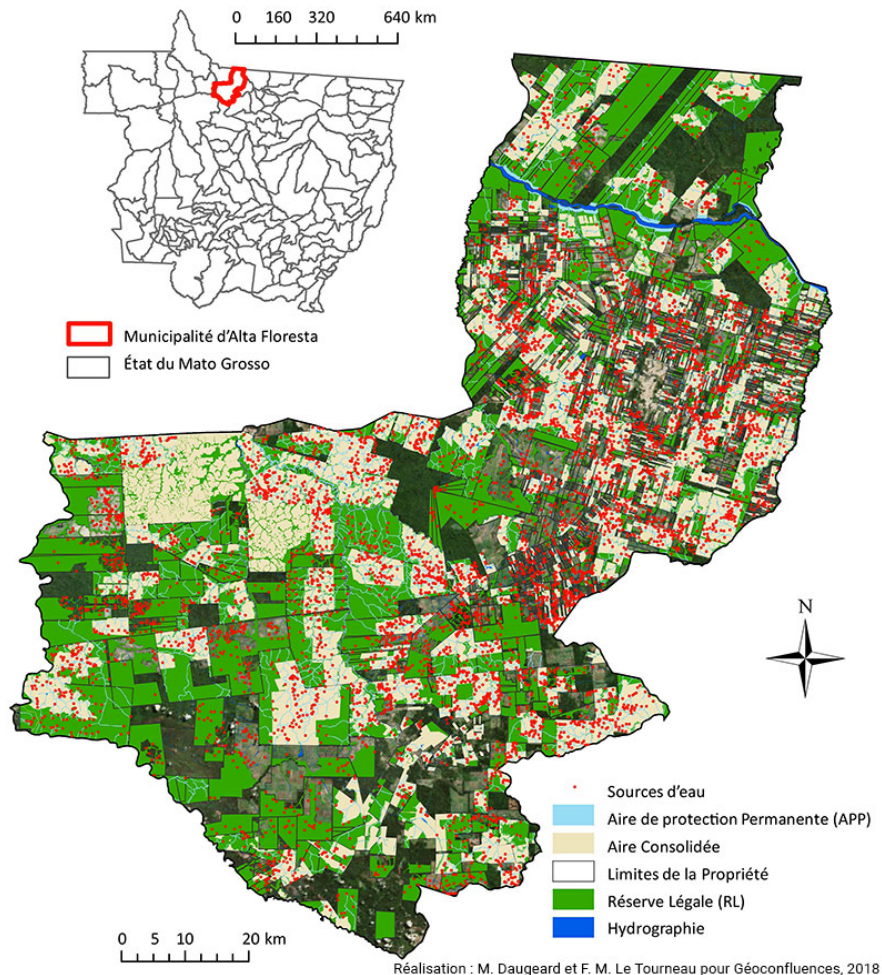 0 160 320 640 km
Municipalité d'Alta Floresta
État du Mato Grosso
N
Sources d'eau
Aire de protection Permanente (APP)
Aire Consolidée
Limites de la Propriété
Réserve Légale (RL)
Hydrographie
0 5 10 20 km
Réalisation : M. Daugeard et F. M. Le Tourneau pour Géoconfluences, 2018